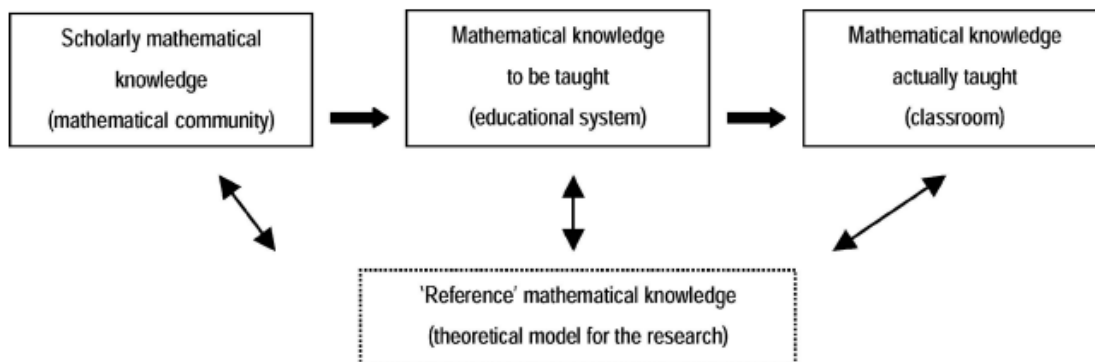 Scholarly mathematical
knowledge
(mathematical community)
Mathematical knowledge
to be taught
(educational system)
Mathematical knowledge
actually taught
(classroom)
'Reference' mathematical knowledge
(theoretical model for the research)